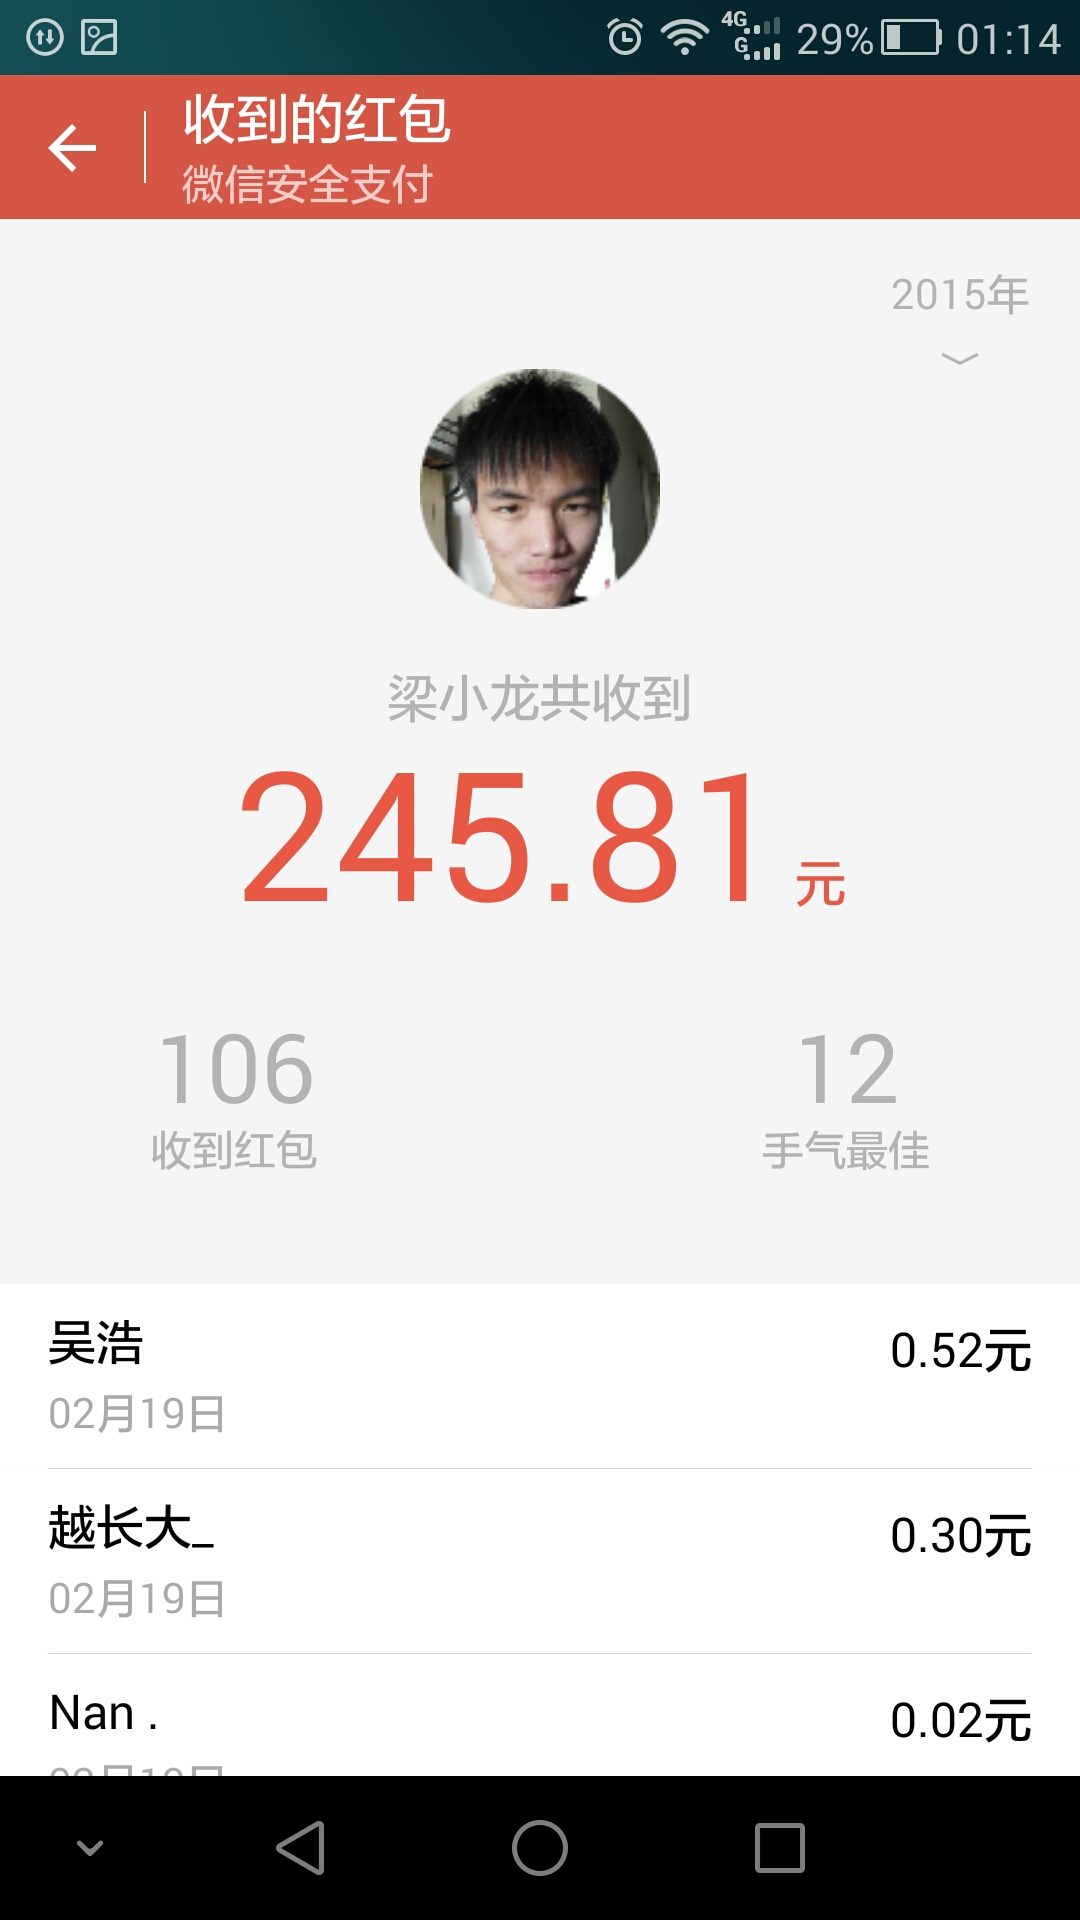 4G
G
29%
01:14
收到的红包
微信安全支付
2015年
梁小龙共收到
245.81元
106
12
收到红包
手气最佳
吴浩
0.52元
02月19日
越长大_
0.30元
02月19日
Nan .
0.02元